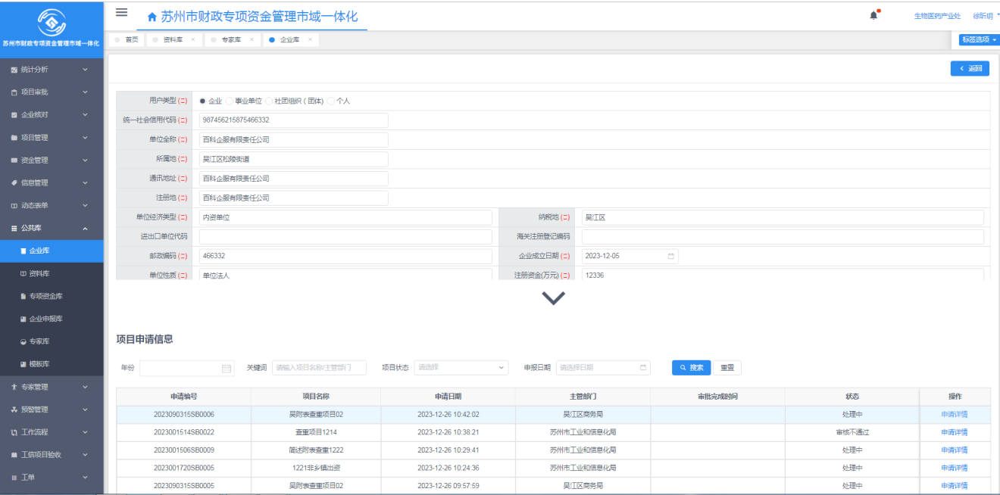 苏州市财政专项资金管理市域一体化
生物医药产业处 徐昕明
苏州市财政专项资金管理市域一体化
首页 资料库 × 专家库 × 企业库 ×
标签选项
统计分析
项目审批
企业核对
项目管理
资金管理
信息管理
动态表单
公共库
企业库
资料库
专项资金库
企业申报库
专家库
模板库
专家管理
预警管理
工作流程
工信项目验收
工单
返回
用户类型(二) 企业 事业单位 社团组织（团体) 个人
统一社会信用代码(二) 987456215875466332
单位全称(二) 百科企服有限责任公司
所属地(二) 吴江区松陵街道
通讯地址(二) 百科企服有限责任公司
注册地(二) 百科企服有限责任公司
单位经济类型(二) 内资单位 纳税地(二) 吴江区
进出口单位代码 海关注册登记编码
邮政编码(二) 466332 企业成立日期(二) 2023-12-05
单位性质(二) 单位法人 注册资金(万元)(二) 12336
项目申请信息
年份 关键词 请输入项目名称/主管部门 项目状态 请选择 申报日期 请选择日期 搜索 重置
申请编号 项目名称 申请日期 主管部门 审批完成时间 状态 操作
2023090315SB0006 吴附表查重项目02 2023-12-26 10:42:02 吴江区商务局 处理中 申请详情
2023001514SB0022 查重项目1214 2023-12-26 10:38:21 苏州市工业和信息化局 审核不通过 申请详情
2023001506SB0009 简述附表查重1222 2023-12-26 10:29:41 苏州市工业和信息化局 处理中 申请详情
2023001720SB0005 1221非乡镇出资 2023-12-26 10:24:36 苏州市工业和信息化局 处理中 申请详情
2023090315SB0005 吴附表查重项目02 2023-12-26 09:57:59 吴江区商务局 处理中 申请详情